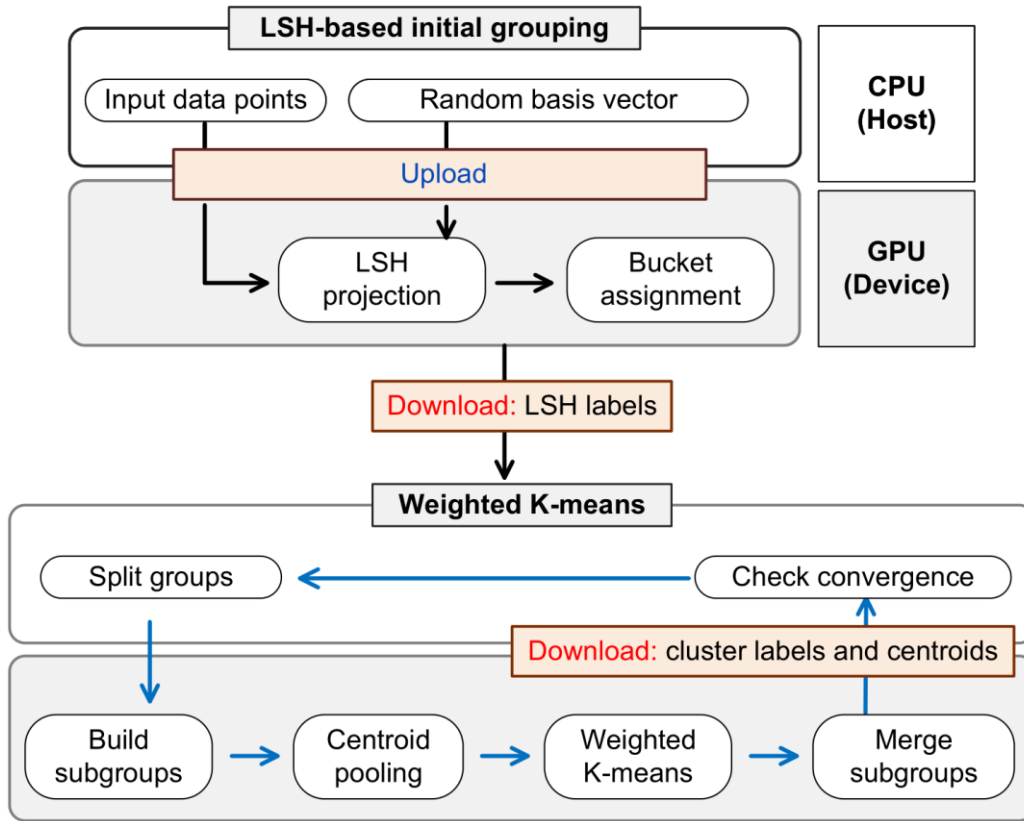 LSH-based initial grouping
Input data points
Random basis vector
CPU
(Host)
Upload
GPU
(Device)
LSH
projection
Bucket
assignment
Download: LSH labels
Weighted K-means
Split groups
Check convergence
Download: cluster labels and centroids
Build
subgroups
Centroid
pooling
Weighted
K-means
Merge
subgroups